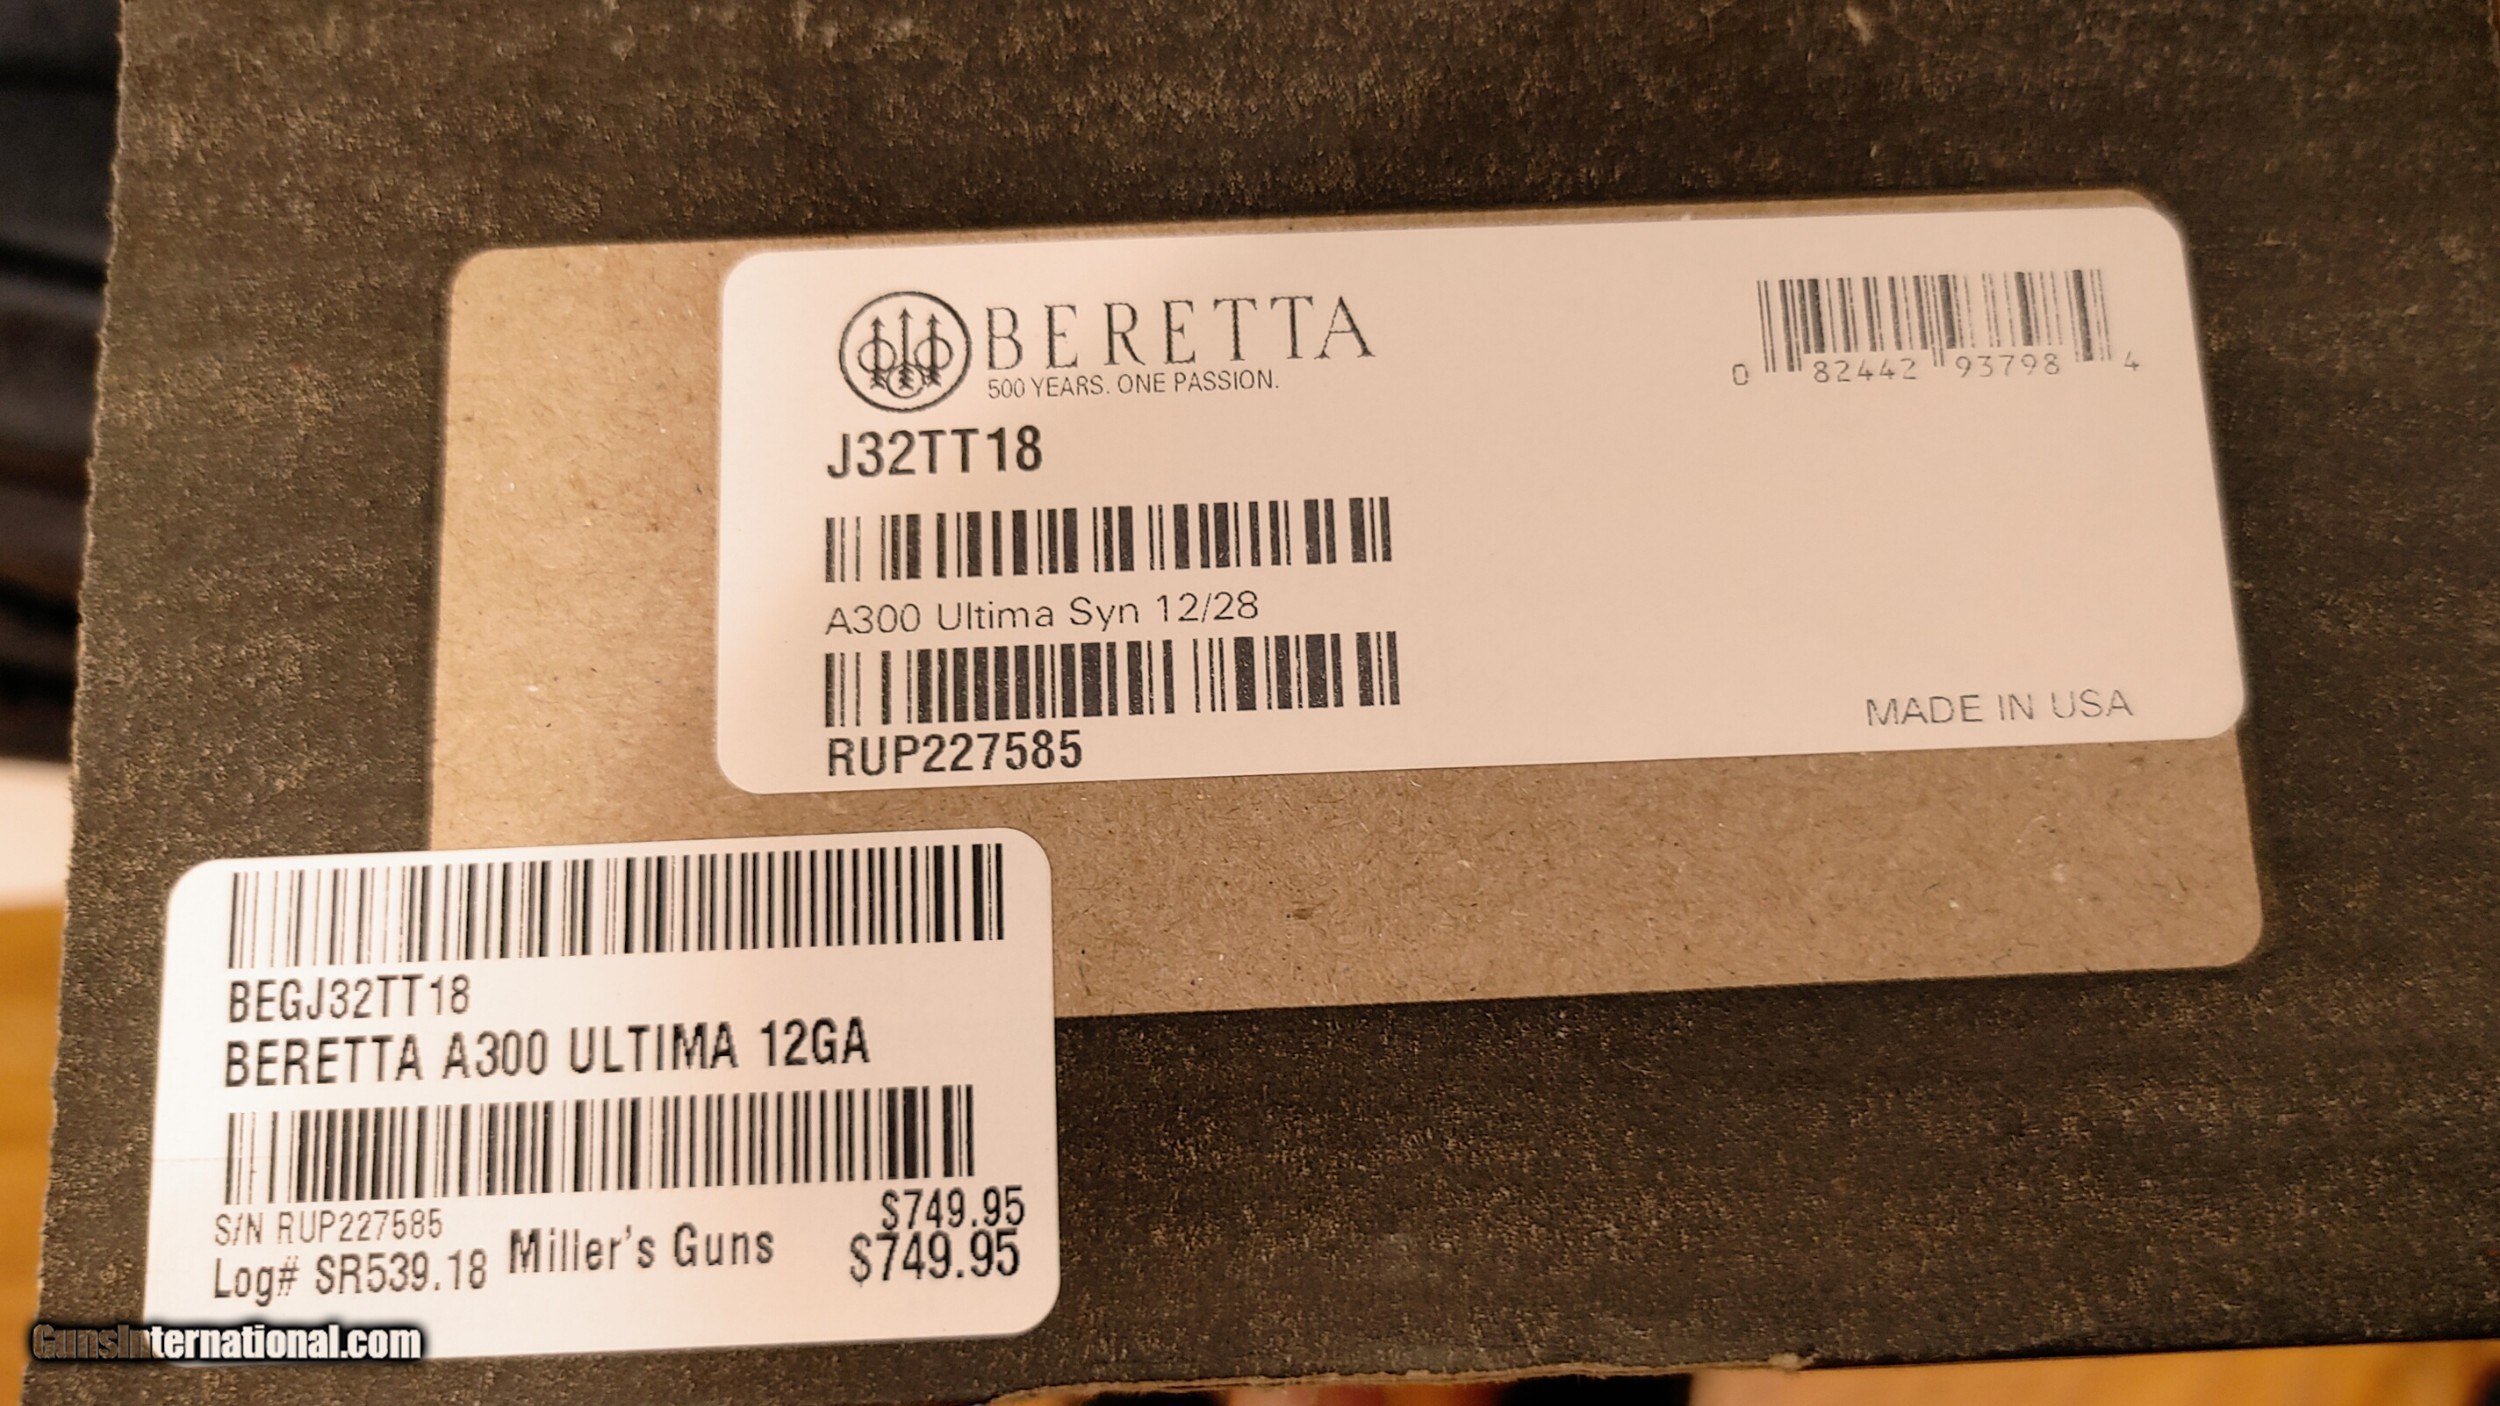 BERETTA
500 YEARS. ONE PASSION.
0 82442 93798 4
J32TT18
A300 Ultima Syn 12/28
RUP227585
MADE IN USA
BEGJ32TT18
BERETTA A300 ULTIMA 12GA
S/N RUP227585
$749.95
Log# SR539.18 Miller's Guns $749.95
GunsInternational.com